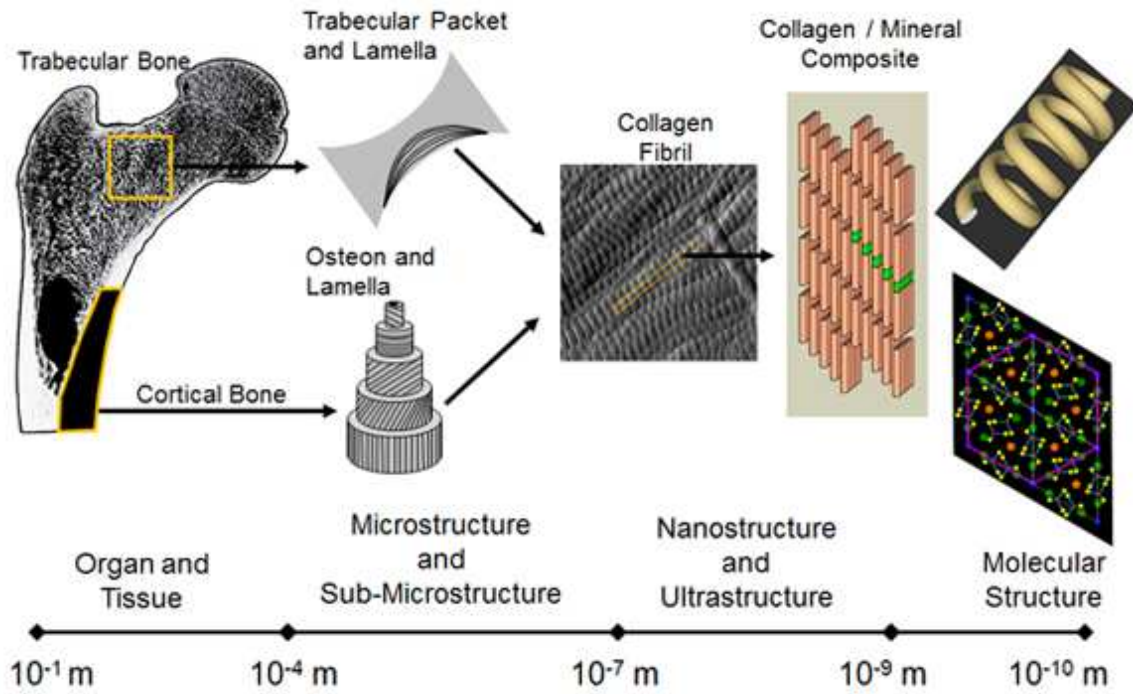 Trabecular Bone
Trabecular Packet
and Lamella
Collagen / Mineral
Composite
Collagen
Fibril
Osteon and
Lamella
Cortical Bone
Organ and
Tissue
Microstructure
and
Sub-Microstructure
Nanostructure
and
Ultrastructure
Molecular
Structure
10⁻¹ m
10⁻⁴ m
10⁻⁷ m
10⁻⁹ m
10⁻¹⁰ m